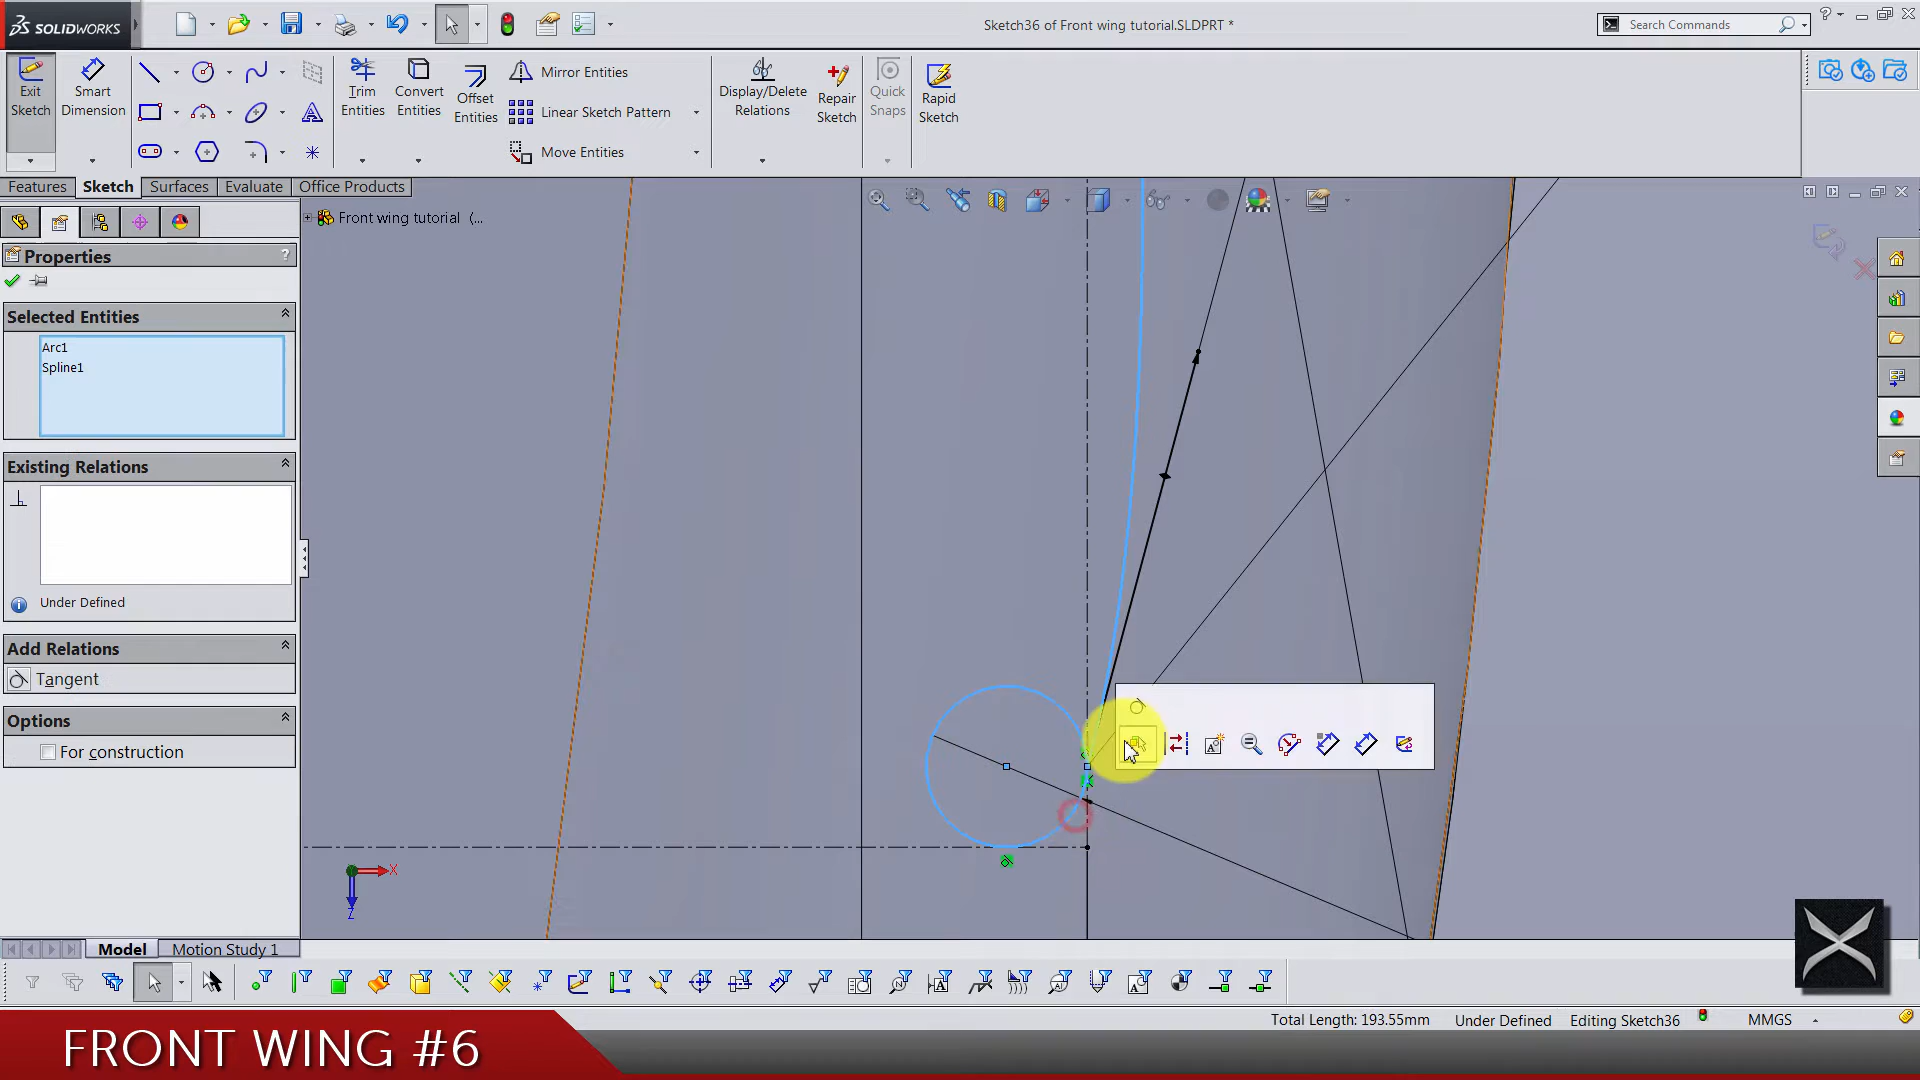 SOLIDWORKS
Sketch36 of Front wing tutorial.SLDPRT *
Search Commands
Exit Sketch
Smart Dimension
Trim Entities
Convert Entities
Offset Entities
Mirror Entities
Linear Sketch Pattern
Move Entities
Display/Delete Relations
Repair Sketch
Quick Snaps
Rapid Sketch
Features
Sketch
Surfaces
Evaluate
Office Products
Front wing tutorial (...
Properties
?
Selected Entities
Arc1
Spline1
Existing Relations
Under Defined
Add Relations
Tangent
Options
For construction
X
Z
Model
Motion Study 1
Total Length: 193.55mm
Under Defined
Editing Sketch36
MMGS
FRONT WING #6